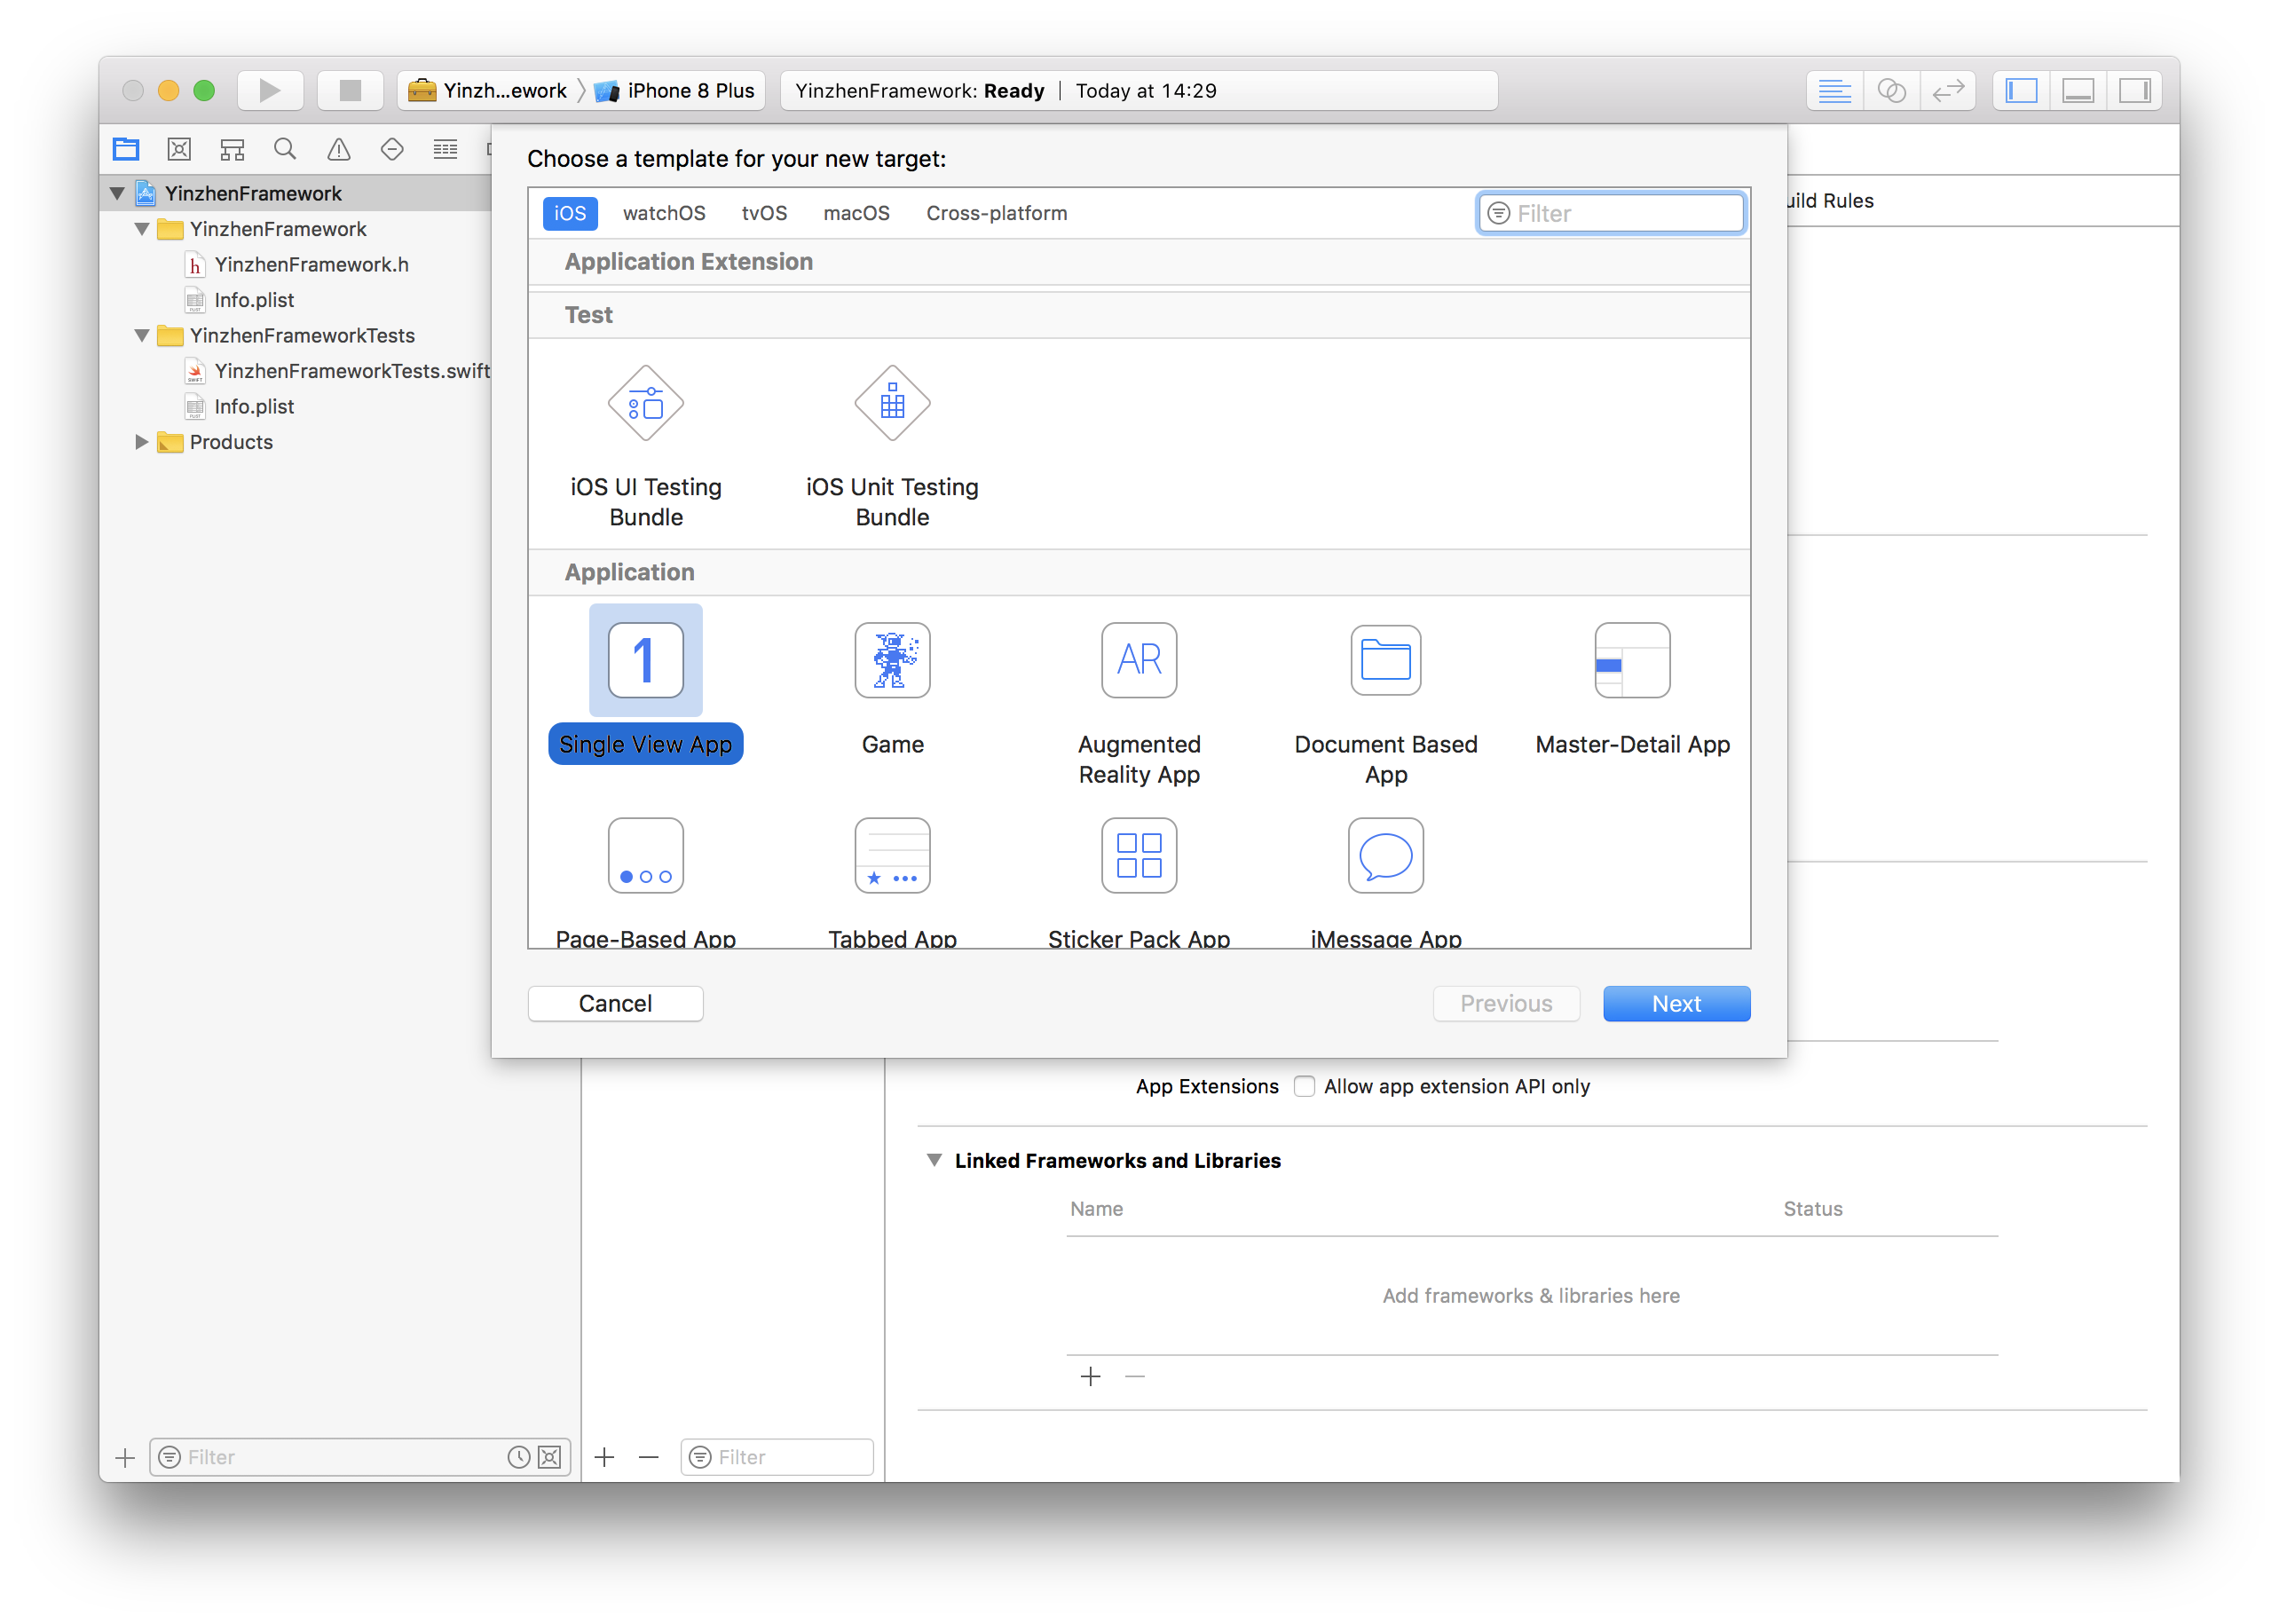 Yinzh...ework
iPhone 8 Plus
YinzhenFramework: Ready | Today at 14:29
YinzhenFramework
YinzhenFramework
YinzhenFramework.h
Info.plist
YinzhenFrameworkTests
YinzhenFrameworkTests.swift
Info.plist
Products
Filter
Filter
Choose a template for your new target:
iOS
watchOS
tvOS
macOS
Cross-platform
Filter
Application Extension
Test
iOS UI Testing
Bundle
iOS Unit Testing
Bundle
Application
1
Single View App
Game
AR
Augmented
Reality App
Document Based
App
Master-Detail App
Page-Based App
Tabbed App
Sticker Pack App
iMessage App
Cancel
Previous
Next
uild Rules
App Extensions
Allow app extension API only
Linked Frameworks and Libraries
Name
Status
Add frameworks & libraries here